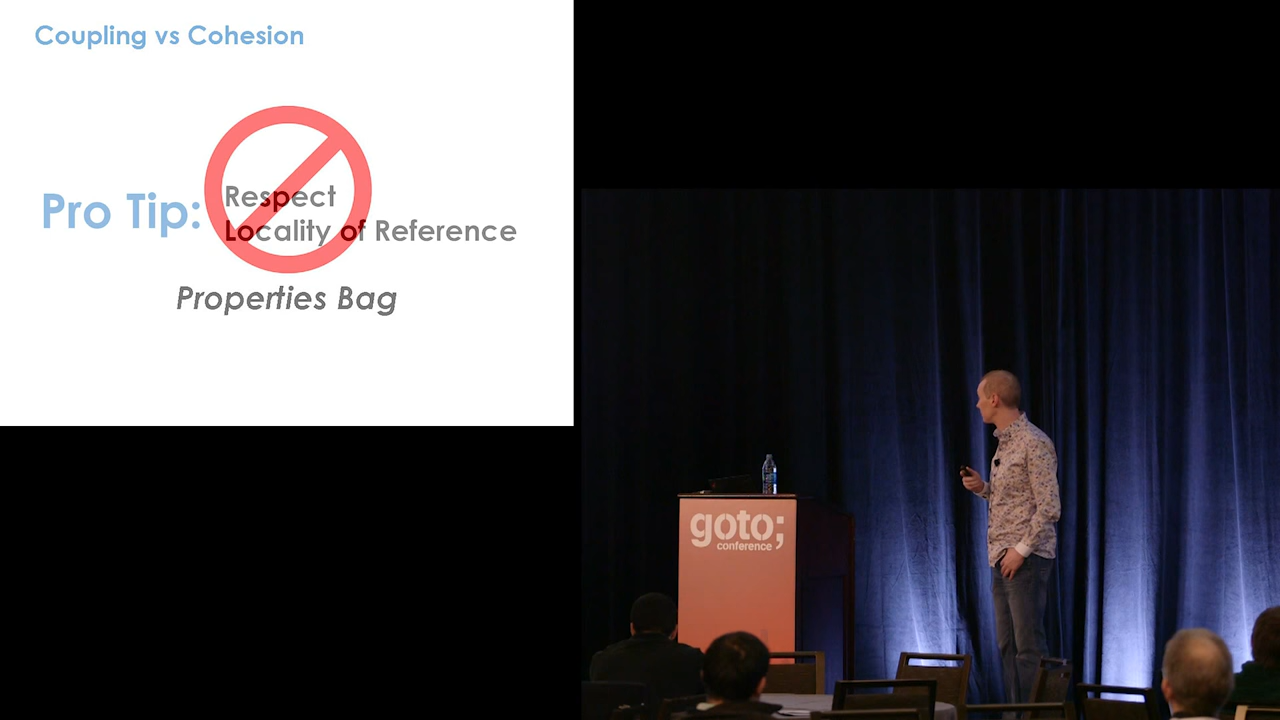 Coupling vs Cohesion
Pro Tip:
Respect
Locality of Reference
Properties Bag
goto;
conference